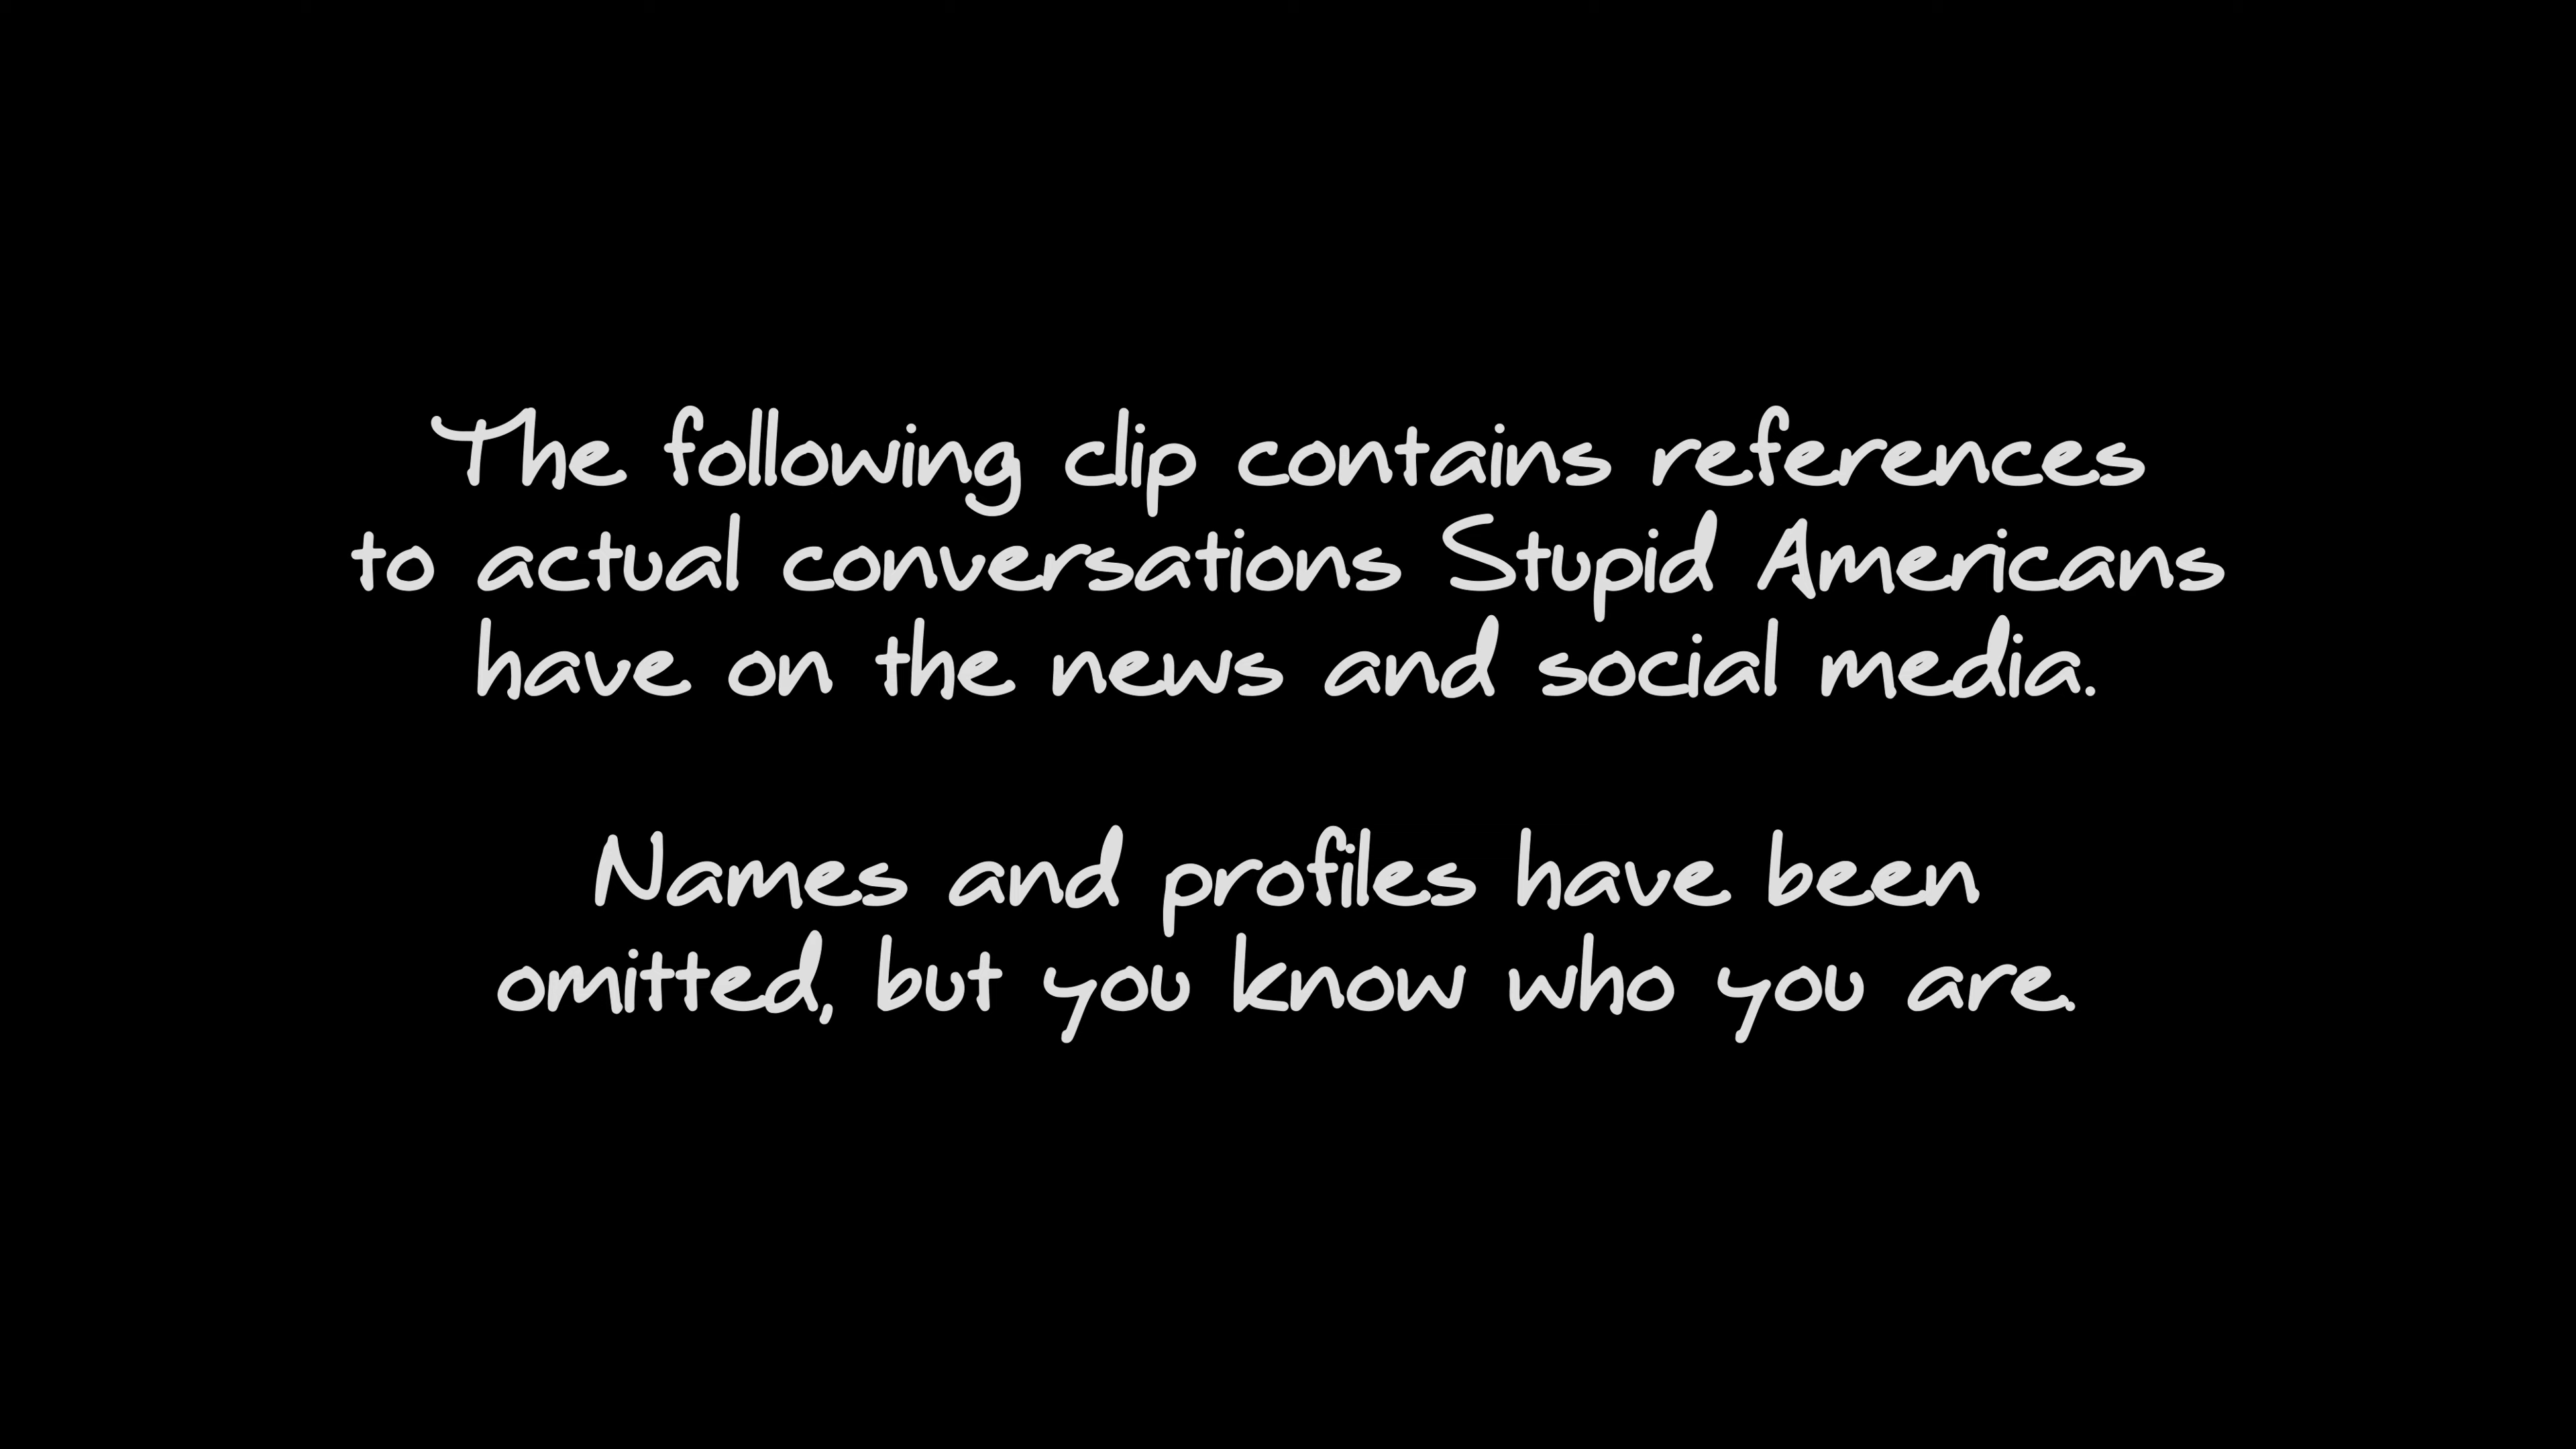 The following clip contains references
to actual conversations Stupid Americans
have on the news and social media.
Names and profiles have been
omitted, but you know who you are.